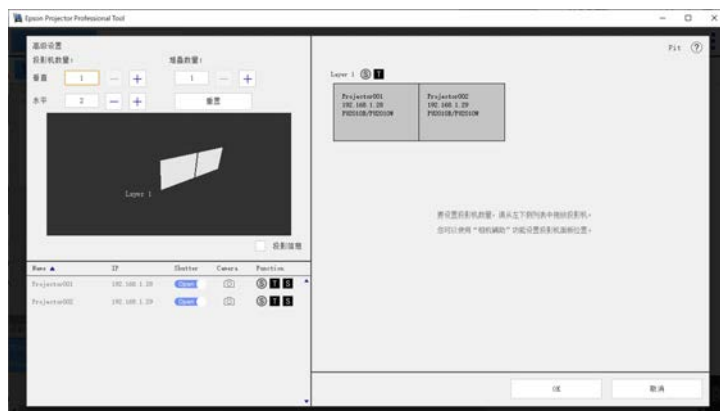 Epson Projector Professional Tool
高级设置
投影机数量:
堆叠数量:
垂直 1 − +
1 − +
水平 2 − +
重置
Layer 1
投影信息
Name ▲ IP Shutter Camera Function
Projector001 192.168.1.28 Open S T S
Projector002 192.168.1.29 Open S T S
Fit ?
Layer 1 S T
Projector001
192.168.1.28
PU2010B/PU2010W
Projector002
192.168.1.29
PU2010B/PU2010W
要设置投影机数量,请从左下侧列表中拖放投影机。
您可以使用“相机辅助”功能设置投影机面板位置。
OK
取消